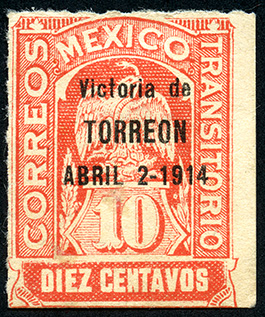 CORREOS
MEXICO
TRANSITORIO
Victoria de
TORREON
ABRIL 2-1914
10
DIEZ CENTAVOS